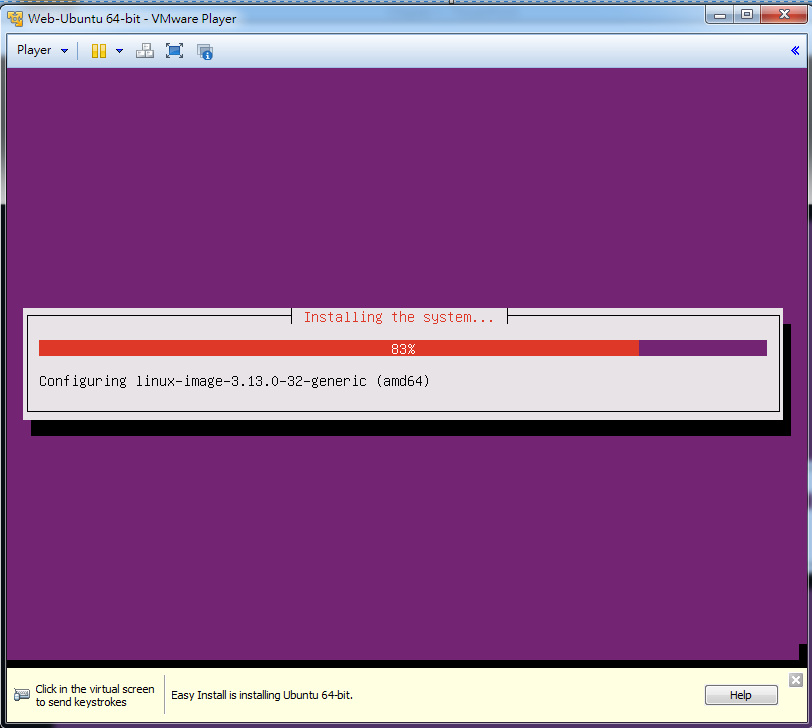 Web-Ubuntu 64-bit - VMware Player
Player
Installing the system...
83%
Configuring linux-image-3.13.0-32-generic (amd64)
Click in the virtual screen
to send keystrokes
Easy Install is installing Ubuntu 64-bit.
Help